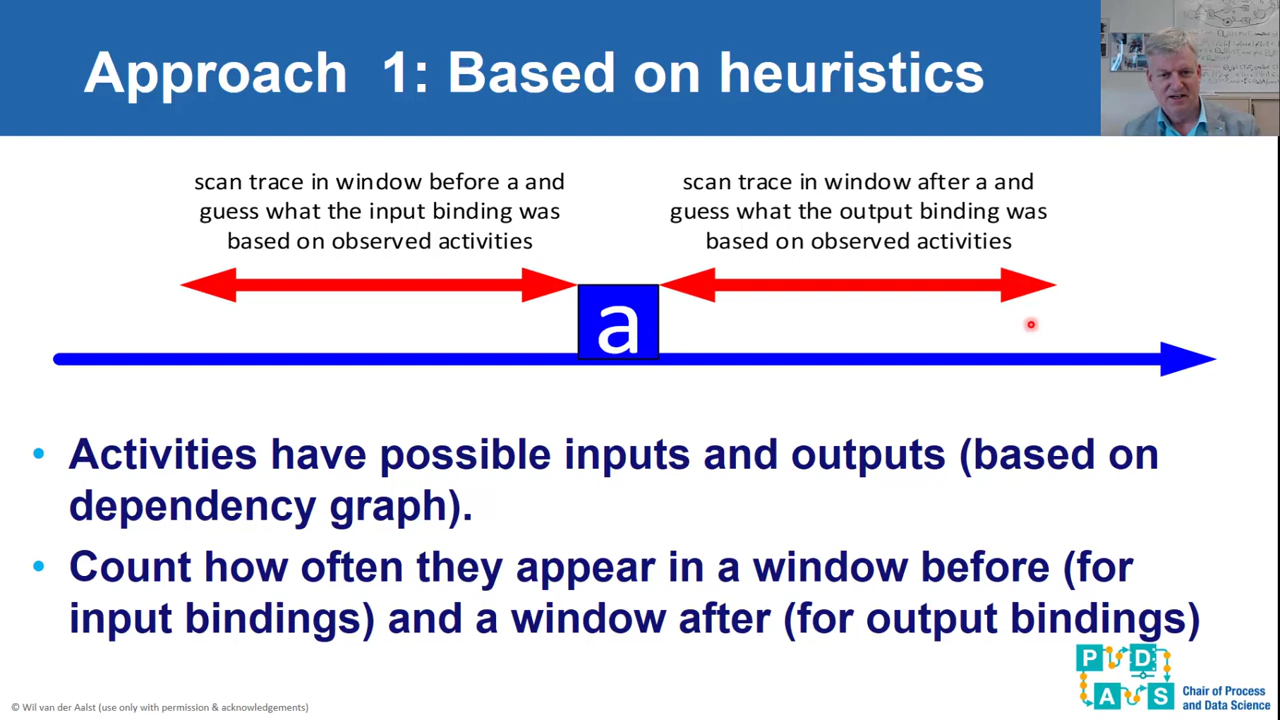 Approach  1: Based on heuristics
scan trace in window before a and
guess what the input binding was
based on observed activities
scan trace in window after a and
guess what the output binding was
based on observed activities
a
• Activities have possible inputs and outputs (based on
dependency graph).
• Count how often they appear in a window before (for
input bindings) and a window after (for output bindings)
P D
A S
Chair of Process
and Data Science
© Wil van der Aalst (use only with permission & acknowledgements)